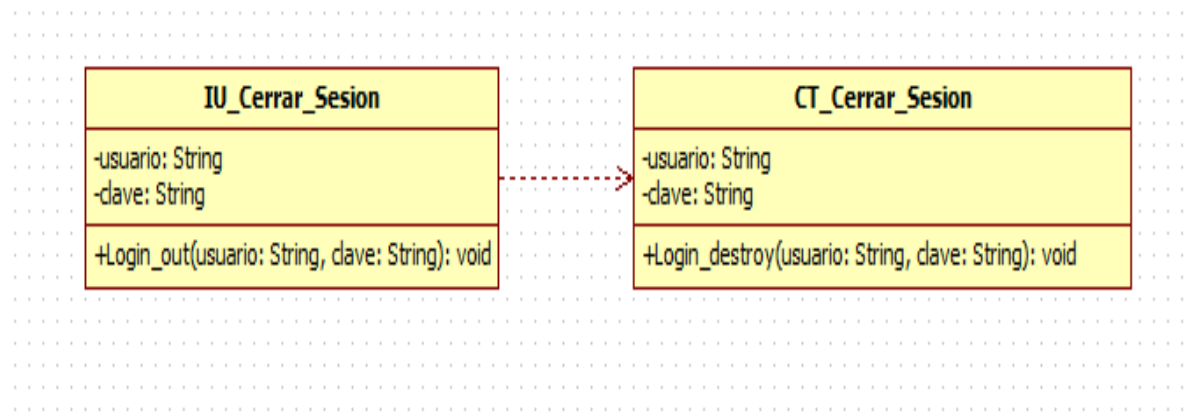 IU_Cerrar_Sesion
-usuario: String
-clave: String
+Login_out(usuario: String, clave: String): void
CT_Cerrar_Sesion
-usuario: String
-clave: String
+Login_destroy(usuario: String, clave: String): void